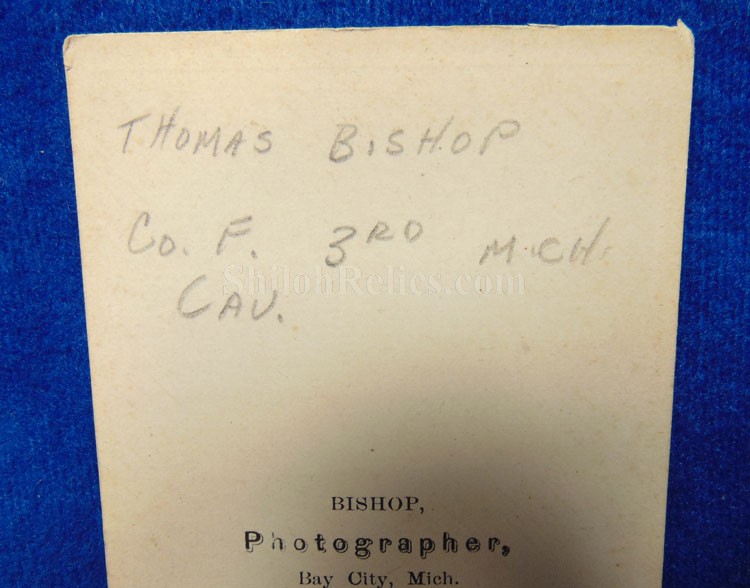 THOMAS BISHOP
CO. F. 3RD MICH.
ShilohRelics.com
CAV.
BISHOP,
Photographer,
Bay City, Mich.